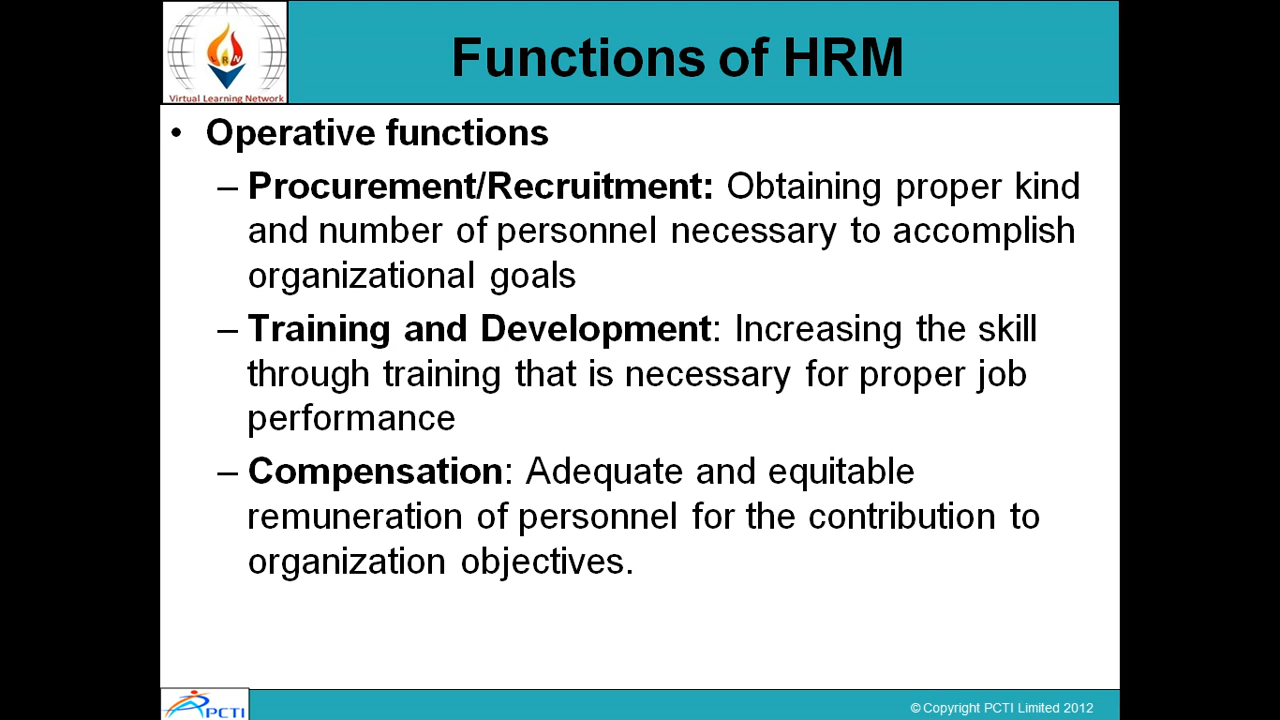 Functions of HRM
LRN
Virtual Learning Network
• Operative functions
– Procurement/Recruitment: Obtaining proper kind
and number of personnel necessary to accomplish
organizational goals
– Training and Development: Increasing the skill
through training that is necessary for proper job
performance
– Compensation: Adequate and equitable
remuneration of personnel for the contribution to
organization objectives.
PCTI
© Copyright PCTI Limited 2012